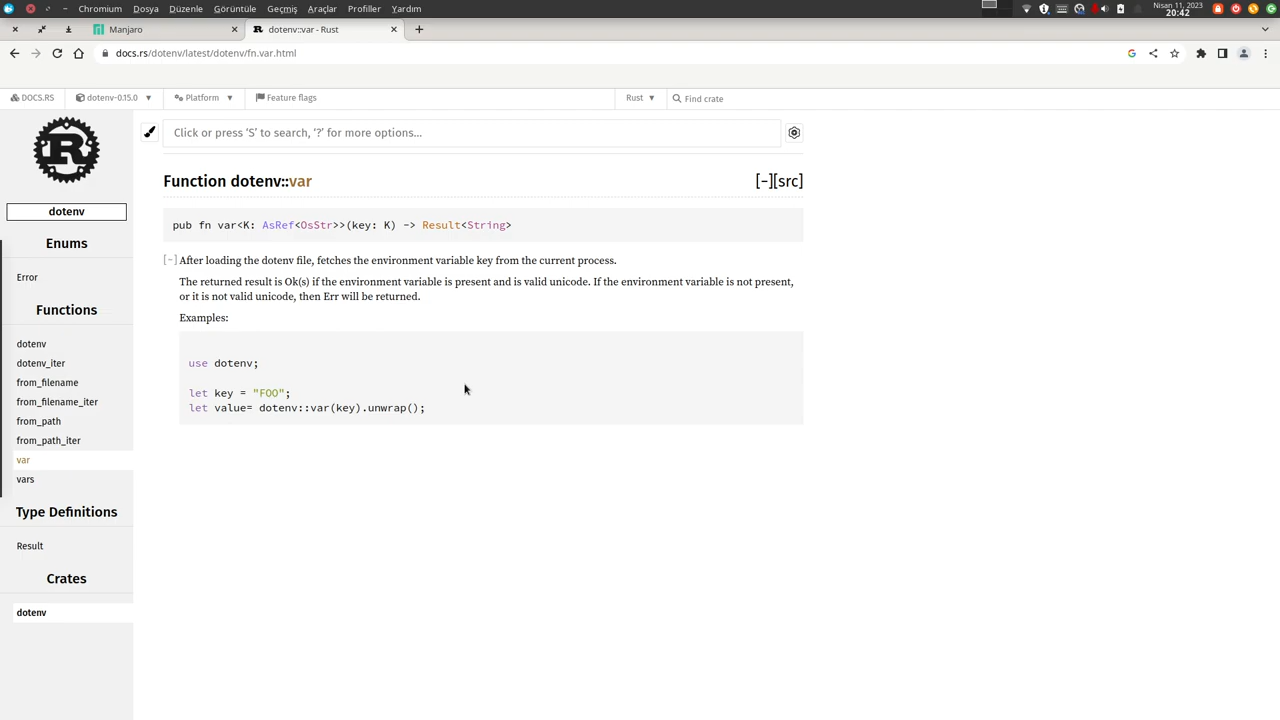 Chromium Dosya Düzenle Görüntüle Geçmiş Araçlar Profiller Yardım
Nisan 11, 2023
20:42
Manjaro
dotenv::var - Rust
docs.rs/dotenv/latest/dotenv/fn.var.html
DOCS.RS dotenv-0.15.0 Platform Feature flags Rust Find crate
Click or press ‘S’ to search, ‘?’ for more options…
dotenv
Enums
Error
Functions
dotenv
dotenv_iter
from_filename
from_filename_iter
from_path
from_path_iter
var
vars
Type Definitions
Result
Crates
dotenv
Function dotenv::var [−][src]
pub fn var<K: AsRef<OsStr>>(key: K) -> Result<String>
[−] After loading the dotenv file, fetches the environment variable key from the current process.
The returned result is Ok(s) if the environment variable is present and is valid unicode. If the environment variable is not present,
or it is not valid unicode, then Err will be returned.
Examples:
use dotenv;
let key = "FOO";
let value= dotenv::var(key).unwrap();